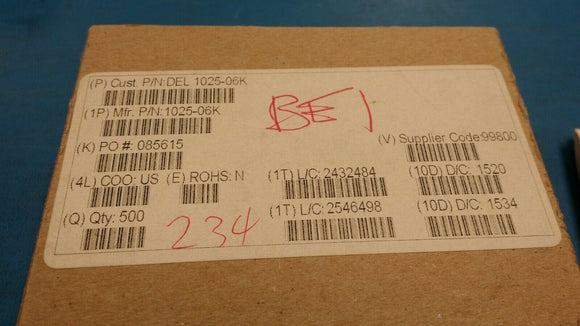 (P) Cust. P/N:DEL 1025-06K
(1P) Mfr. P/N:1025-06K
BE1
(K) PO #: 085615
(V) Supplier Code:99800
(4L) COO: US (E) ROHS: N
(1T) L/C: 2432484
(10D) D/C: 1520
(Q) Qty: 500
(1T) L/C: 2546498
(10D) D/C: 1534
234